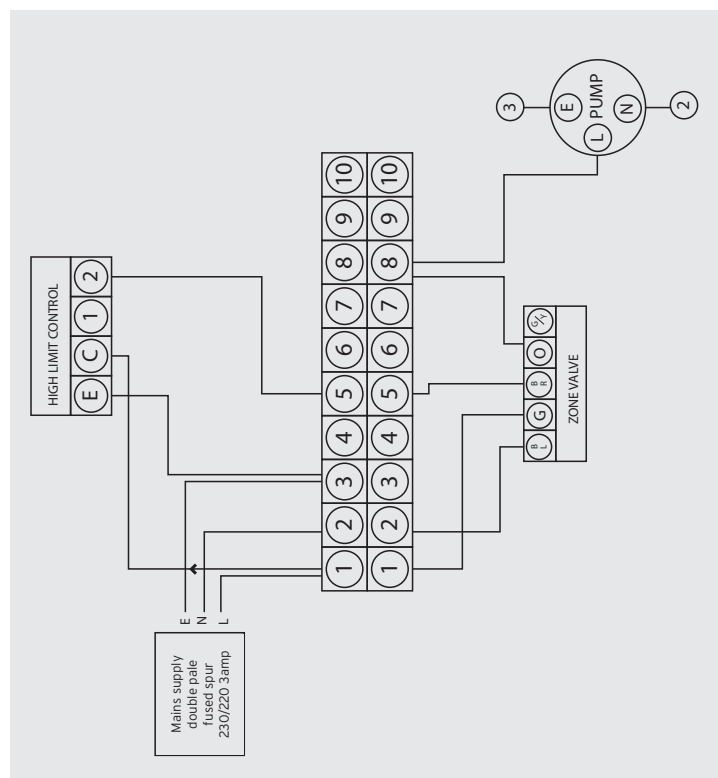 HIGH LIMIT CONTROL
E C 1 2
Mains supply
double pale
fused spur
230/220 3amp
E
N
L
1 2 3 4 5 6 7 8 9 10
1 2 3 4 5 6 7 8 9 10
3
E
PUMP
L
N
2
BL G BR O G/Y
ZONE VALVE